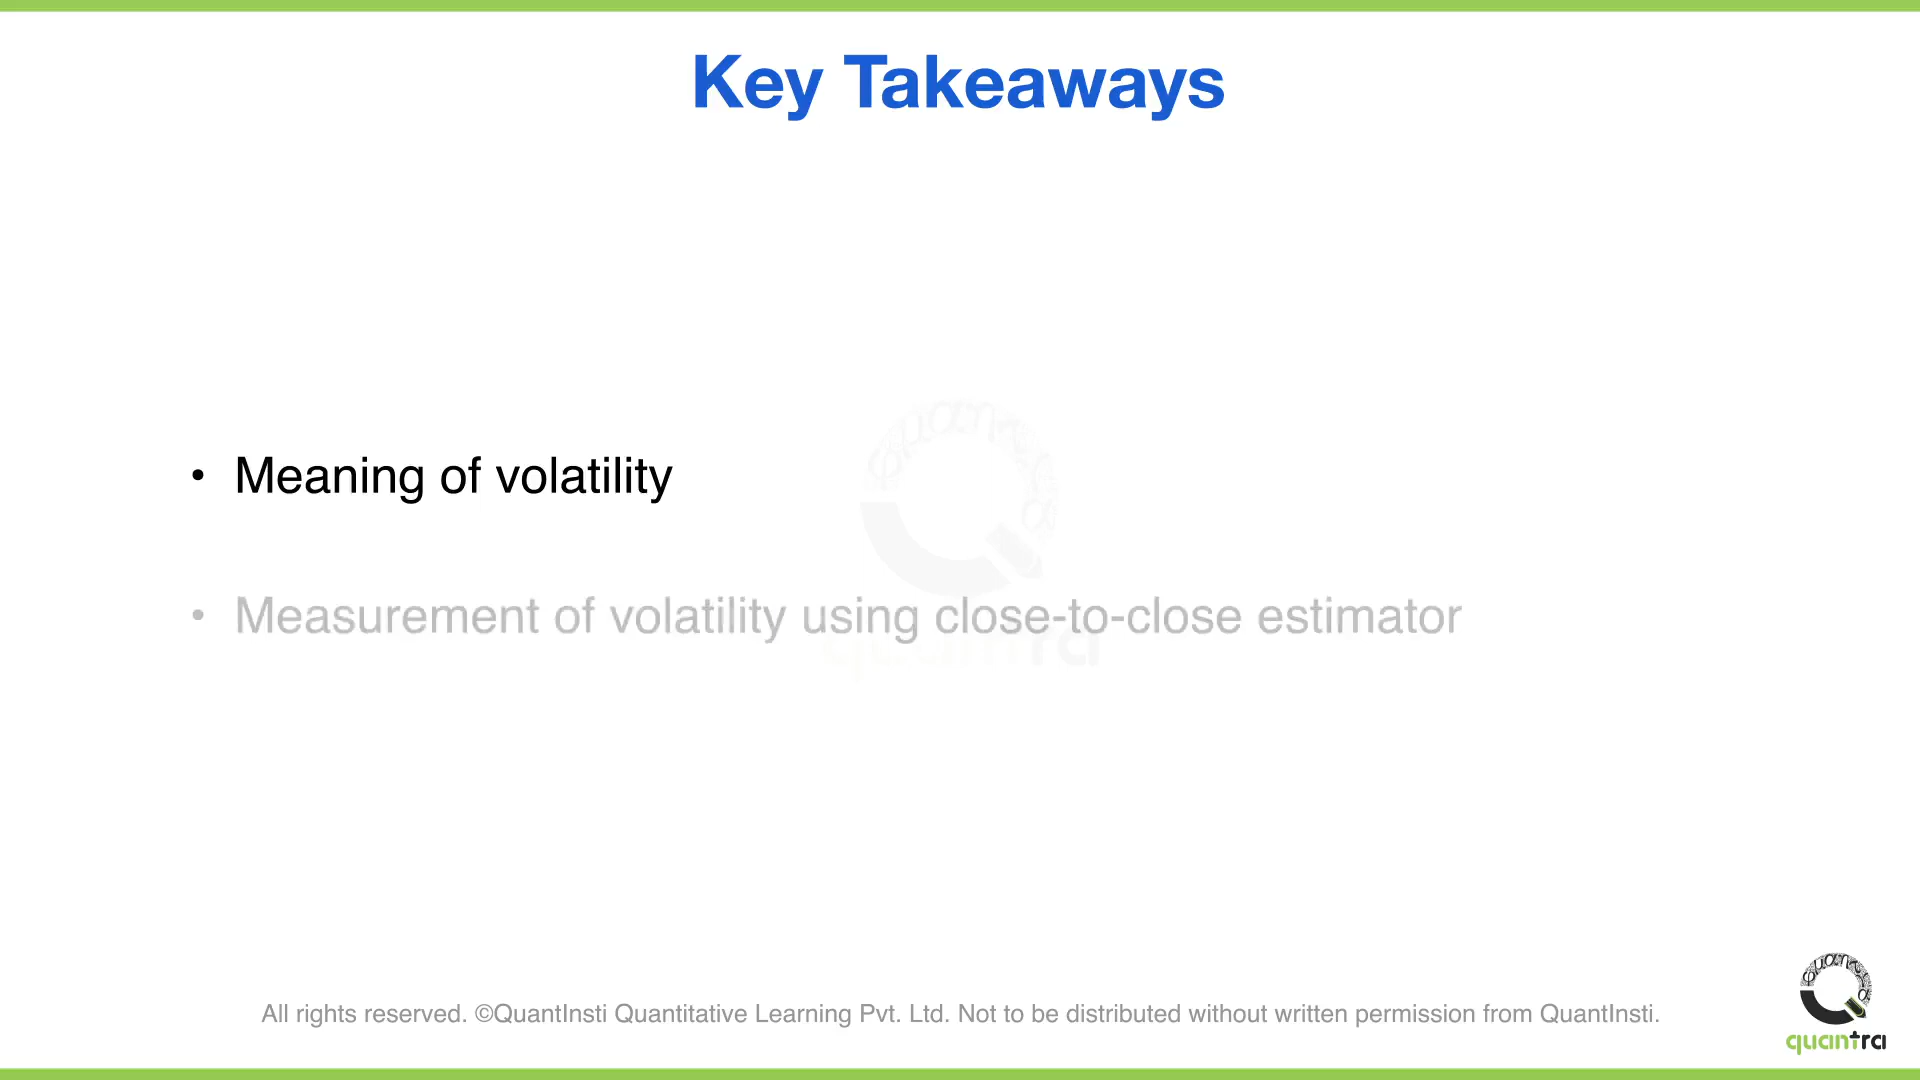 Key Takeaways
• Meaning of volatility
• Measurement of volatility using close-to-close estimator
quantra
All rights reserved. ©QuantInsti Quantitative Learning Pvt. Ltd. Not to be distributed without written permission from QuantInsti.
quantra